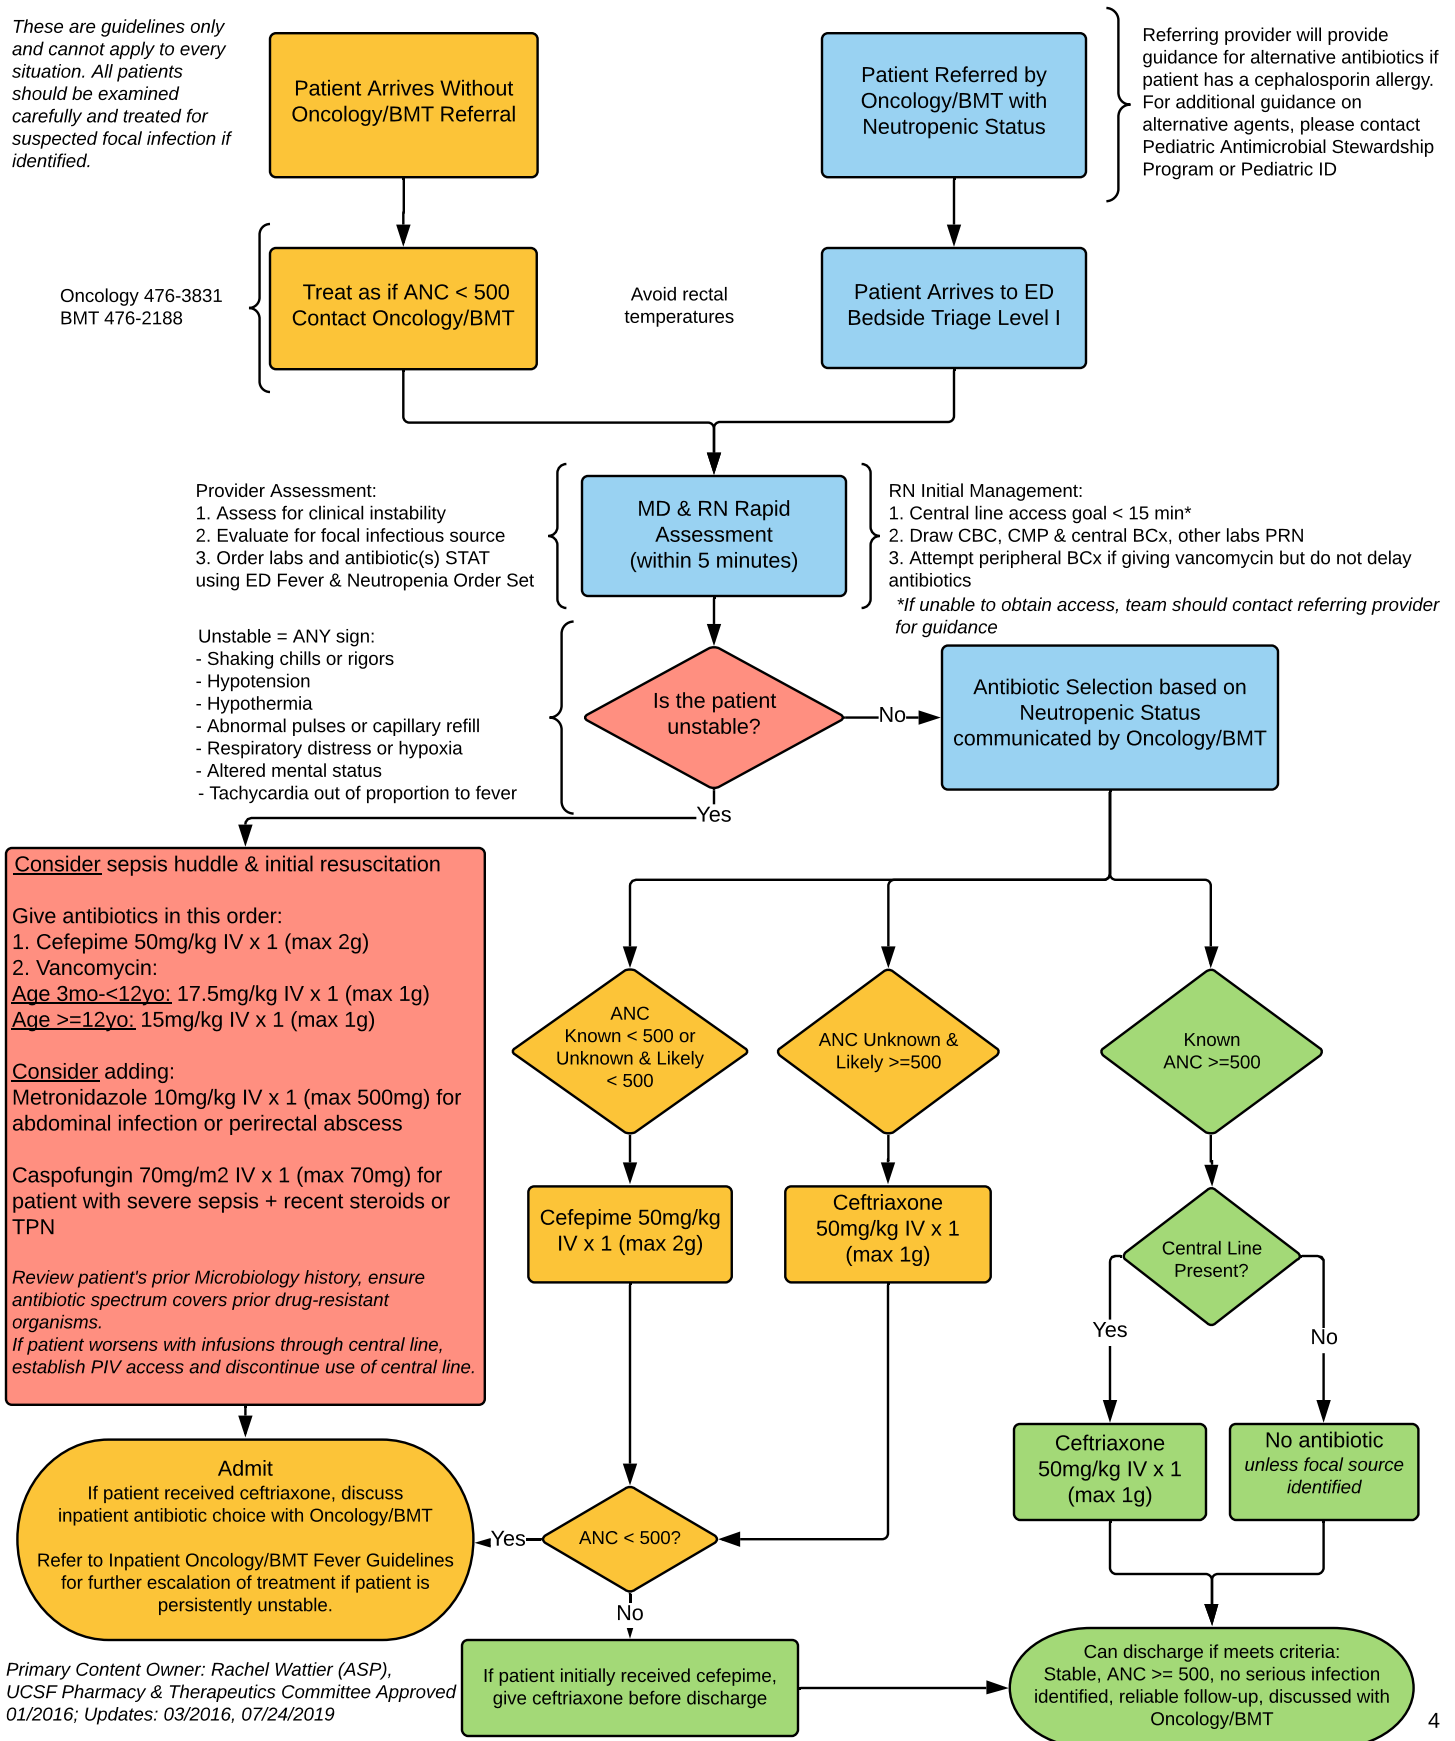 These are guidelines only
and cannot apply to every
situation. All patients
should be examined
carefully and treated for
suspected focal infection if
identified.
Patient Arrives Without
Oncology/BMT Referral
Patient Referred by
Oncology/BMT with
Neutropenic Status
Referring provider will provide
guidance for alternative antibiotics if
patient has a cephalosporin allergy.
For additional guidance on
alternative agents, please contact
Pediatric Antimicrobial Stewardship
Program or Pediatric ID
Oncology 476-3831
BMT 476-2188
Treat as if ANC < 500
Contact Oncology/BMT
Avoid rectal
temperatures
Patient Arrives to ED
Bedside Triage Level I
Provider Assessment:
1. Assess for clinical instability
2. Evaluate for focal infectious source
3. Order labs and antibiotic(s) STAT
using ED Fever & Neutropenia Order Set
MD & RN Rapid
Assessment
(within 5 minutes)
RN Initial Management:
1. Central line access goal < 15 min*
2. Draw CBC, CMP & central BCx, other labs PRN
3. Attempt peripheral BCx if giving vancomycin but do not delay
antibiotics
*If unable to obtain access, team should contact referring provider
for guidance
Unstable = ANY sign:
- Shaking chills or rigors
- Hypotension
- Hypothermia
- Abnormal pulses or capillary refill
- Respiratory distress or hypoxia
- Altered mental status
- Tachycardia out of proportion to fever
Is the patient
unstable?
No
Yes
Antibiotic Selection based on
Neutropenic Status
communicated by Oncology/BMT
Consider sepsis huddle & initial resuscitation
Give antibiotics in this order:
1. Cefepime 50mg/kg IV x 1 (max 2g)
2. Vancomycin:
Age 3mo-<12yo: 17.5mg/kg IV x 1 (max 1g)
Age >=12yo: 15mg/kg IV x 1 (max 1g)
Consider adding:
Metronidazole 10mg/kg IV x 1 (max 500mg) for
abdominal infection or perirectal abscess
Caspofungin 70mg/m2 IV x 1 (max 70mg) for
patient with severe sepsis + recent steroids or
TPN
Review patient's prior Microbiology history, ensure
antibiotic spectrum covers prior drug-resistant
organisms.
If patient worsens with infusions through central line,
establish PIV access and discontinue use of central line.
ANC
Known < 500 or
Unknown & Likely
< 500
ANC Unknown &
Likely >=500
Known
ANC >=500
Cefepime 50mg/kg
IV x 1 (max 2g)
Ceftriaxone
50mg/kg IV x 1
(max 1g)
Central Line
Present?
Yes
No
Ceftriaxone
50mg/kg IV x 1
(max 1g)
No antibiotic
unless focal source
identified
Admit
If patient received ceftriaxone, discuss
inpatient antibiotic choice with Oncology/BMT
Refer to Inpatient Oncology/BMT Fever Guidelines
for further escalation of treatment if patient is
persistently unstable.
Yes
ANC < 500?
No
If patient initially received cefepime,
give ceftriaxone before discharge
Can discharge if meets criteria:
Stable, ANC >= 500, no serious infection
identified, reliable follow-up, discussed with
Oncology/BMT
Primary Content Owner: Rachel Wattier (ASP),
UCSF Pharmacy & Therapeutics Committee Approved
01/2016; Updates: 03/2016, 07/24/2019
4